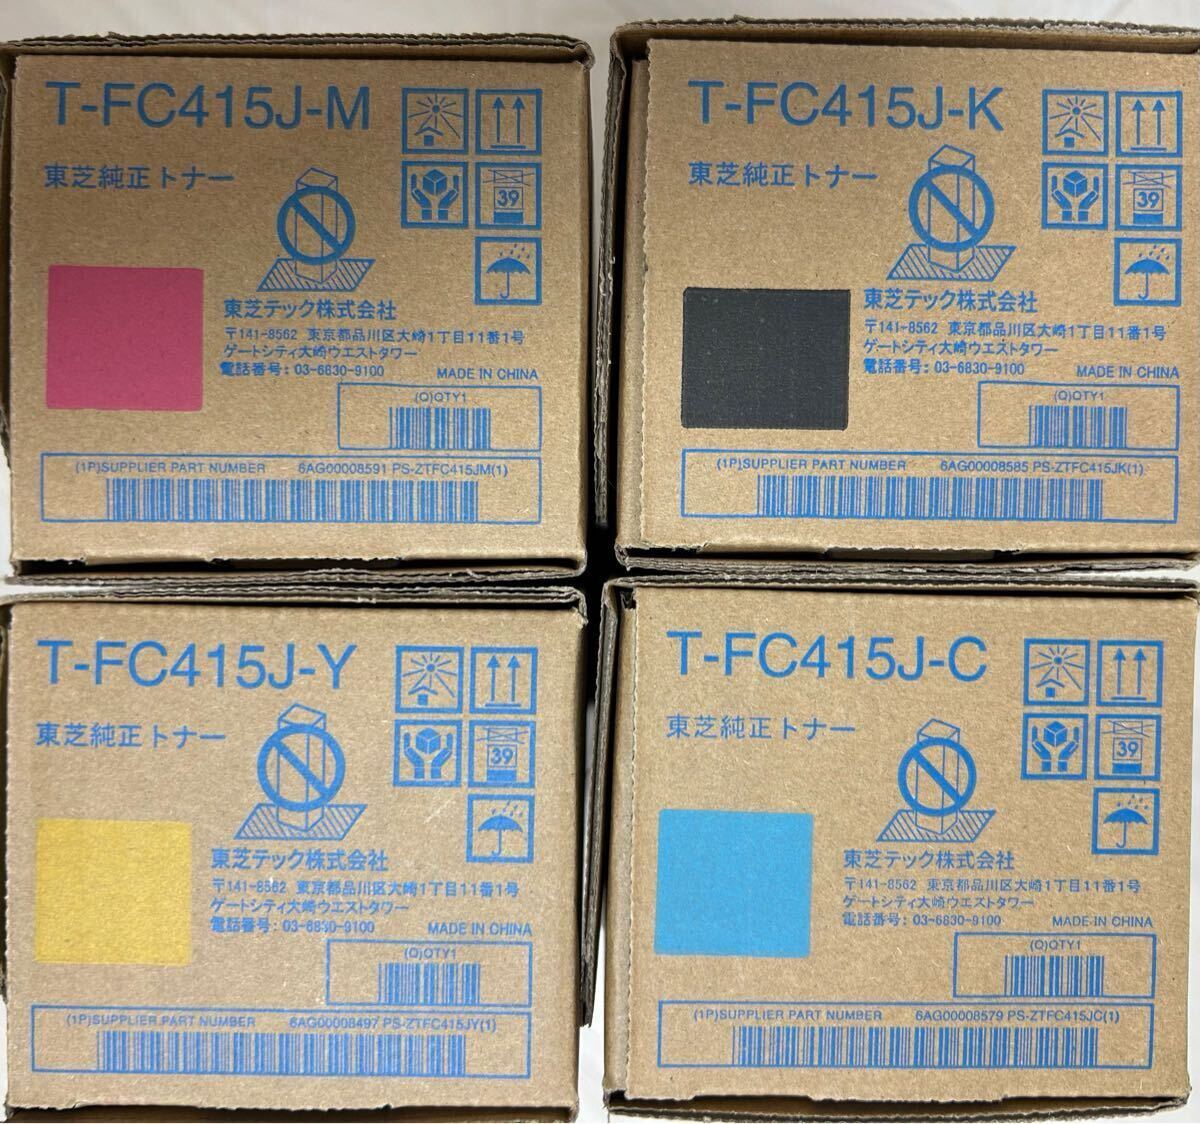 T-FC415J-M
東芝純正トナー
39
東芝テック株式会社
〒141-8562 東京都品川区大崎1丁目11番1号
ゲートシティ大崎ウエストタワー
電話番号: 03-6830-9100
MADE IN CHINA
(Q)QTY1
(1P)SUPPLIER PART NUMBER 6AG00008591 PS-ZTFC415JM(1)
T-FC415J-K
東芝純正トナー
39
東芝テック株式会社
〒141-8562 東京都品川区大崎1丁目11番1号
ゲートシティ大崎ウエストタワー
電話番号: 03-6830-9100
MADE IN CHINA
(Q)QTY1
(1P)SUPPLIER PART NUMBER 6AG00008585 PS-ZTFC415JK(1)
T-FC415J-Y
東芝純正トナー
39
東芝テック株式会社
〒141-8562 東京都品川区大崎1丁目11番1号
ゲートシティ大崎ウエストタワー
電話番号: 03-6830-9100
MADE IN CHINA
(Q)QTY1
(1P)SUPPLIER PART NUMBER 6AG00008497 PS-ZTFC415JY(1)
T-FC415J-C
東芝純正トナー
39
東芝テック株式会社
〒141-8562 東京都品川区大崎1丁目11番1号
ゲートシティ大崎ウエストタワー
電話番号: 03-6830-9100
MADE IN CHINA
(Q)QTY1
(1P)SUPPLIER PART NUMBER 6AG00008579 PS-ZTFC415JC(1)